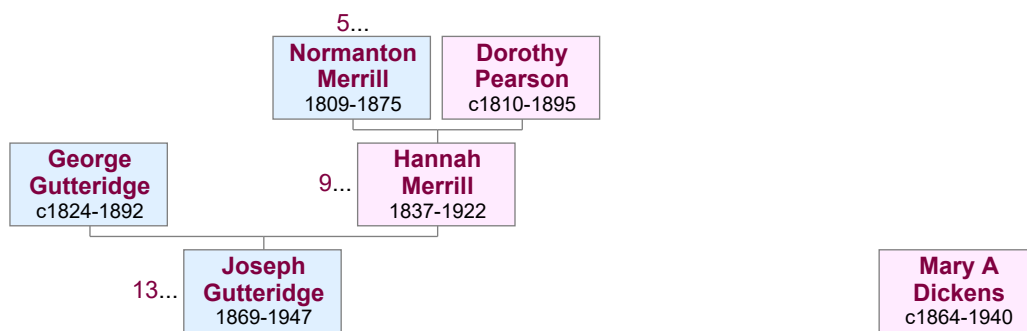 5...
Normanton
Merrill
1809-1875
Dorothy
Pearson
c1810-1895
George
Gutteridge
c1824-1892
9...
Hannah
Merrill
1837-1922
13...
Joseph
Gutteridge
1869-1947
Mary A
Dickens
c1864-1940